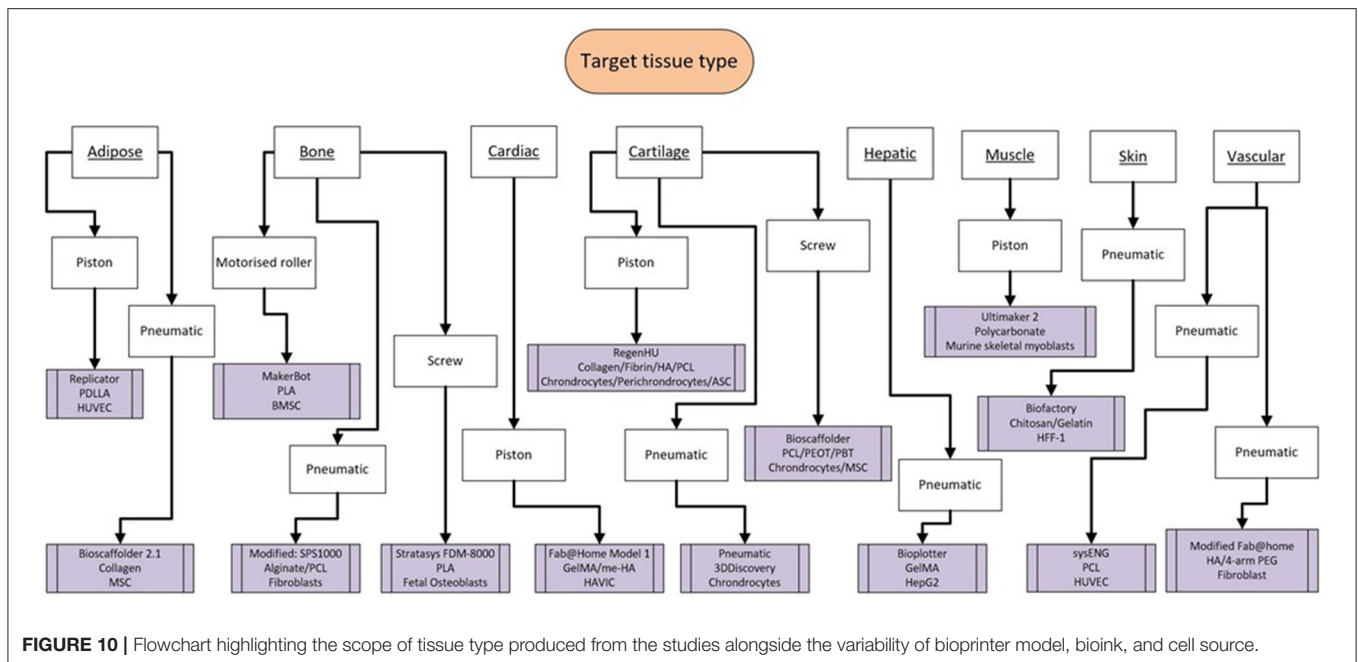 Target tissue type
Adipose
Bone
Cardiac
Cartilage
Hepatic
Muscle
Skin
Vascular
Piston
Motorised roller
Piston
Screw
Piston
Pneumatic
Pneumatic
Screw
Pneumatic
Ultimaker 2
Polycarbonate
Murine skeletal myoblasts
Replicator
PDLLA
HUVEC
MakerBot
PLA
BMSC
RegenHU
Collagen/Fibrin/HA/PCL
Chrondrocytes/Perichrondrocytes/ASC
Biofactory
Chitosan/Gelatin
HFF-1
Pneumatic
Piston
Pneumatic
Bioscaffolder
PCL/PEOT/PBT
Chrondrocytes/MSC
Pneumatic
Pneumatic
Bioscaffolder 2.1
Collagen
MSC
Modified: SPS1000
Alginate/PCL
Fibroblasts
Stratasys FDM-8000
PLA
Fetal Osteoblasts
Fab@Home Model 1
GelMA/me-HA
HAVIC
Pneumatic
3DDiscovery
Chrondrocytes
Bioplotter
GelMA
HepG2
sysENG
PCL
HUVEC
Modified Fab@home
HA/4-arm PEG
Fibroblast
FIGURE 10 | Flowchart highlighting the scope of tissue type produced from the studies alongside the variability of bioprinter model, bioink, and cell source.